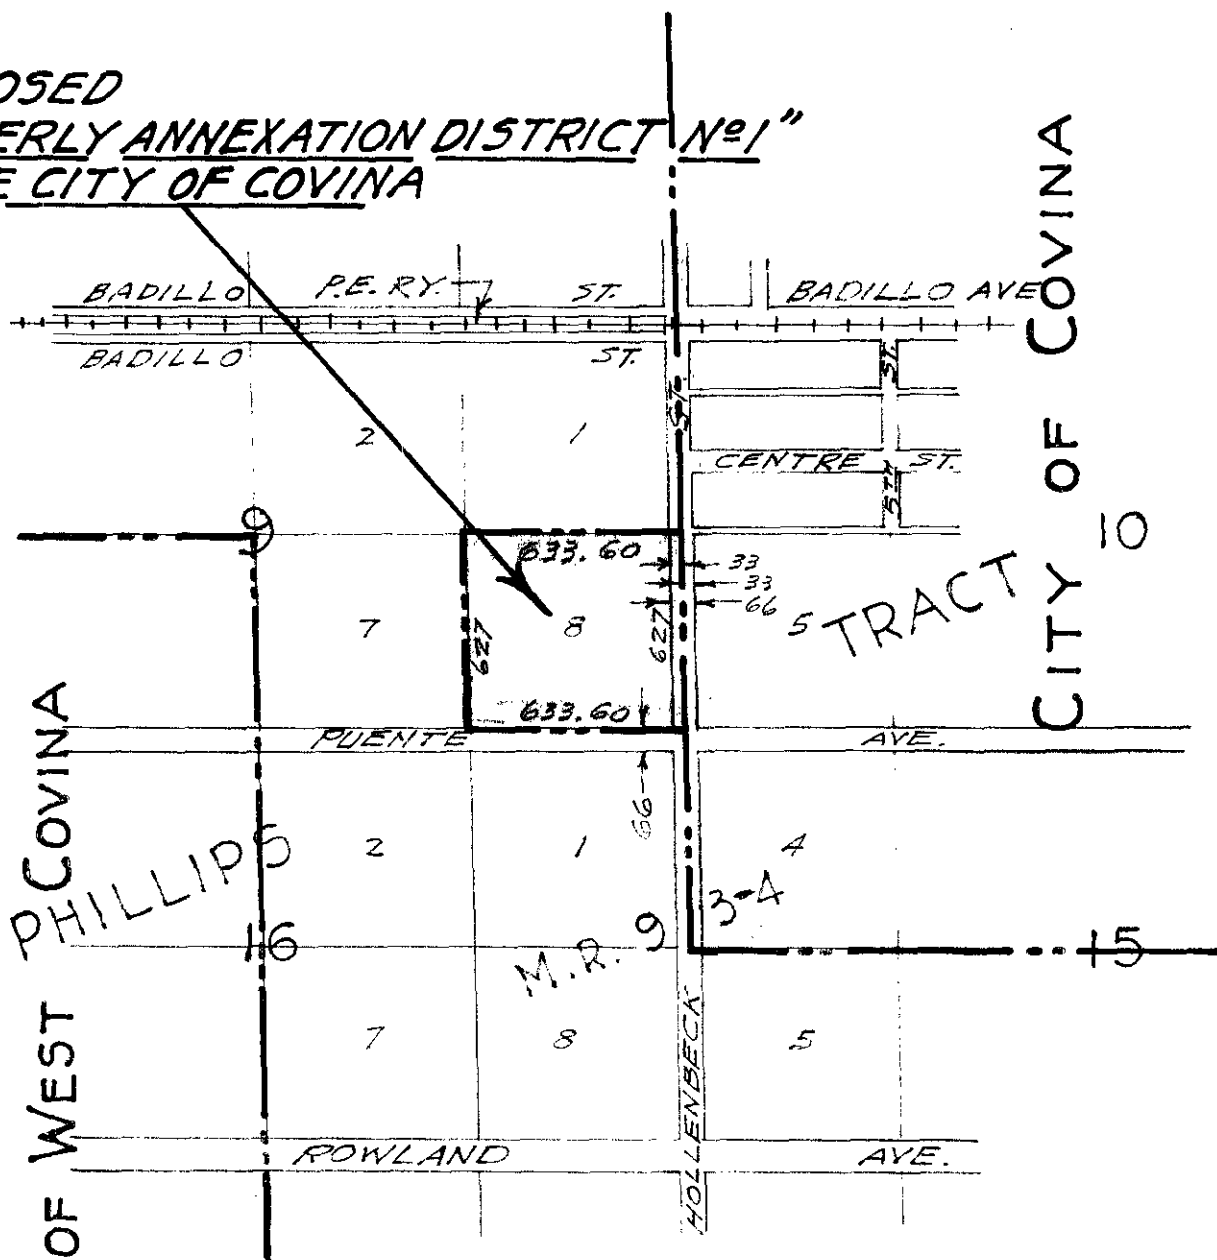 OSED
ERLY ANNEXATION DISTRICT Nº1"
E CITY OF COVINA
BADILLO P.E. RY. ST. BADILLO AVE
BADILLO ST.
ST.
ST.
2 1
CENTRE ST.
5TH
9
633.60
10
33
33
66
7 8 5
627 627
TRACT
633.60
CITY OF COVINA
PUENTE AVE.
66
2 1 4
OF WEST COVINA
PHILLIPS
16 9 3-4 15
M.R.
7 8 5
HOLLENBECK
ROWLAND AVE.